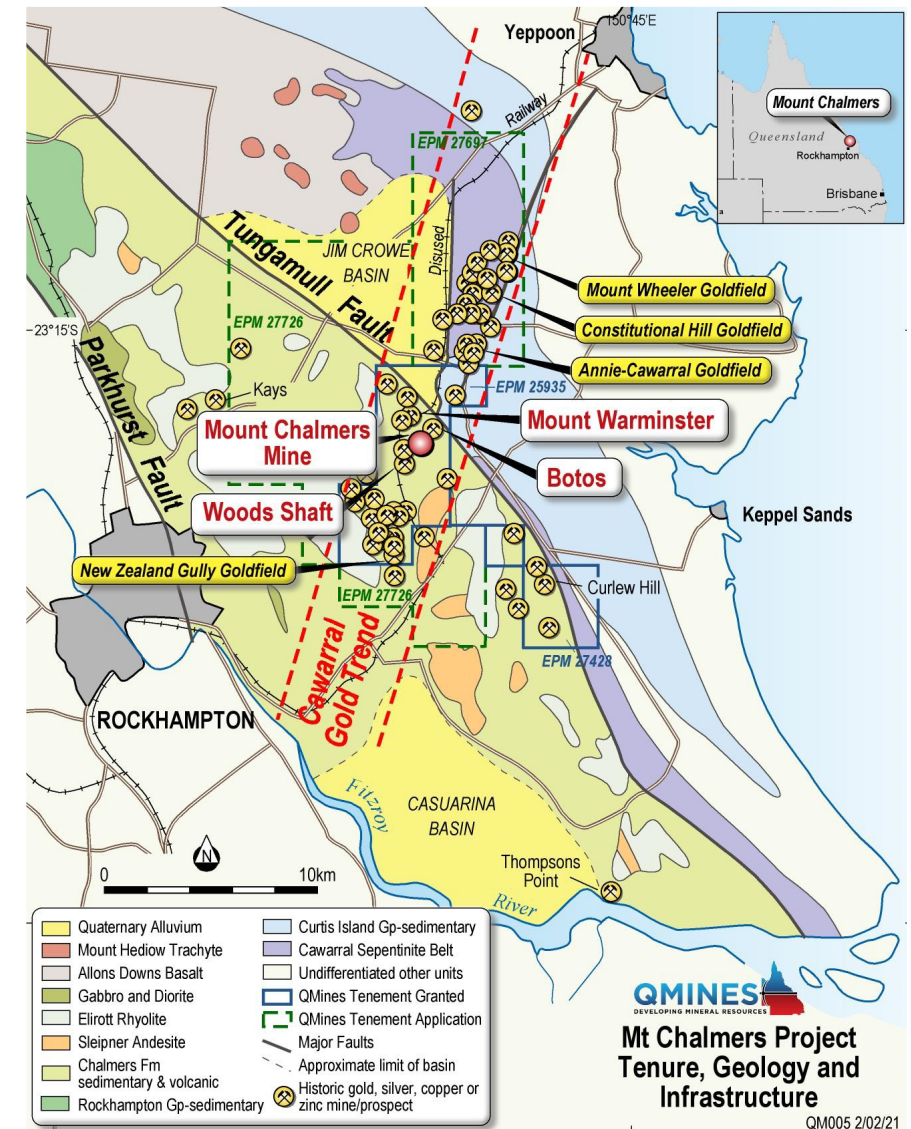 Yeppoon
150°45'E
Mount Chalmers
Queensland
Rockhampton
Brisbane
EPM 27697
Railway
Disused
Tungamull Fault
JIM CROWE
BASIN
Mount Wheeler Goldfield
Constitutional Hill Goldfield
Annie-Cawarral Goldfield
23°15'S
EPM 27726
Parkhurst Fault
Kays
EPM 25935
Mount Chalmers
Mine
Mount Warminster
Botos
Woods Shaft
Keppel Sands
New Zealand Gully Goldfield
EPM 27726
Curlew Hill
EPM 27428
Cawarral
Gold Trend
ROCKHAMPTON
CASUARINA
BASIN
Fitzroy
River
Thompsons
Point
N
0 10km
Quaternary Alluvium
Mount Hedlow Trachyte
Allons Downs Basalt
Gabbro and Diorite
Elirott Rhyolite
Sleipner Andesite
Chalmers Fm
sedimentary & volcanic
Rockhampton Gp-sedimentary
Curtis Island Gp-sedimentary
Cawarral Sepentinite Belt
Undifferentiated other units
QMines Tenement Granted
QMines Tenement Application
Major Faults
Approximate limit of basin
Historic gold, silver, copper or
zinc mine/prospect
QMINES
DEVELOPING MINERAL RESOURCES
Mt Chalmers Project
Tenure, Geology and
Infrastructure
QM005 2/02/21